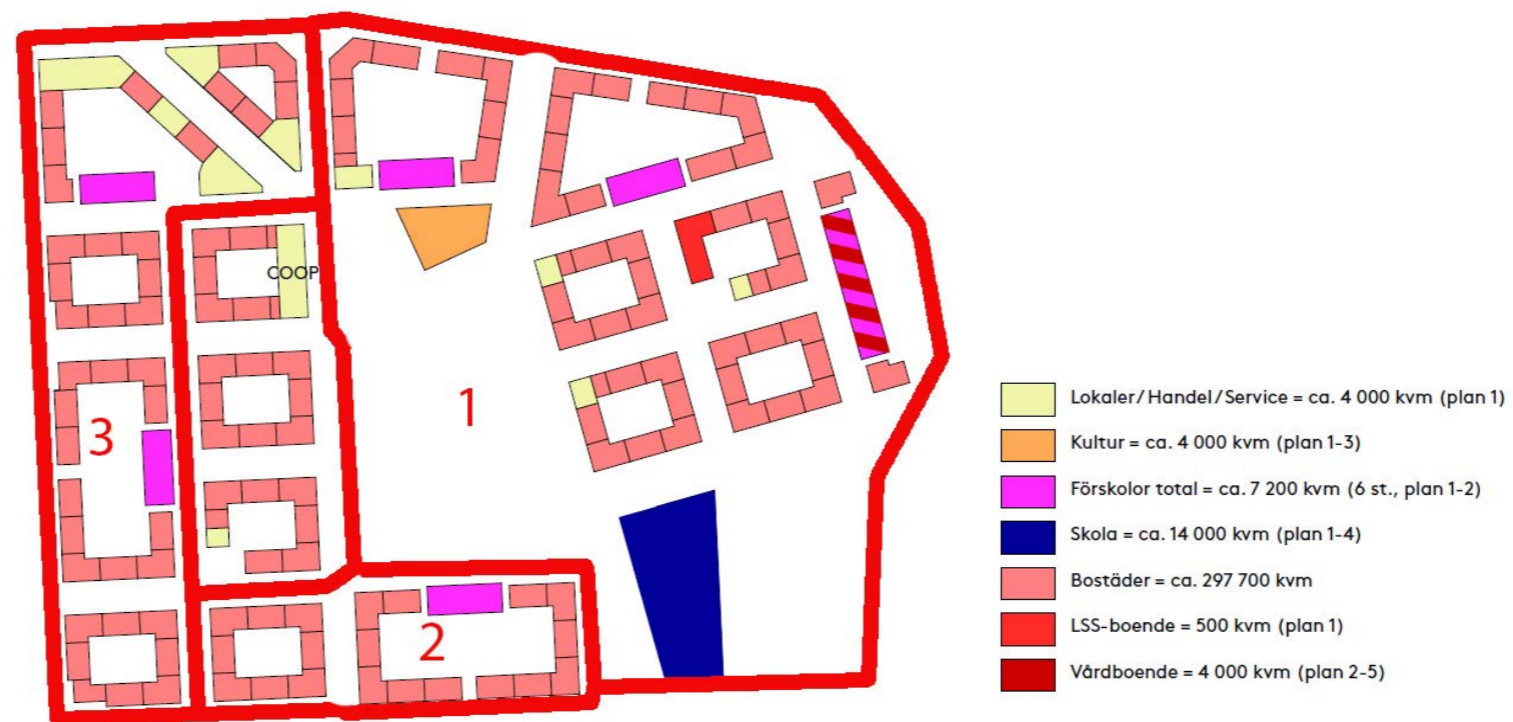 COOP
1
3
2
Lokaler/Handel/Service = ca. 4 000 kvm (plan 1)
Kultur = ca. 4 000 kvm (plan 1-3)
Förskolor total = ca. 7 200 kvm (6 st., plan 1-2)
Skola = ca. 14 000 kvm (plan 1-4)
Bostäder = ca. 297 700 kvm
LSS-boende = 500 kvm (plan 1)
Vårdboende = 4 000 kvm (plan 2-5)